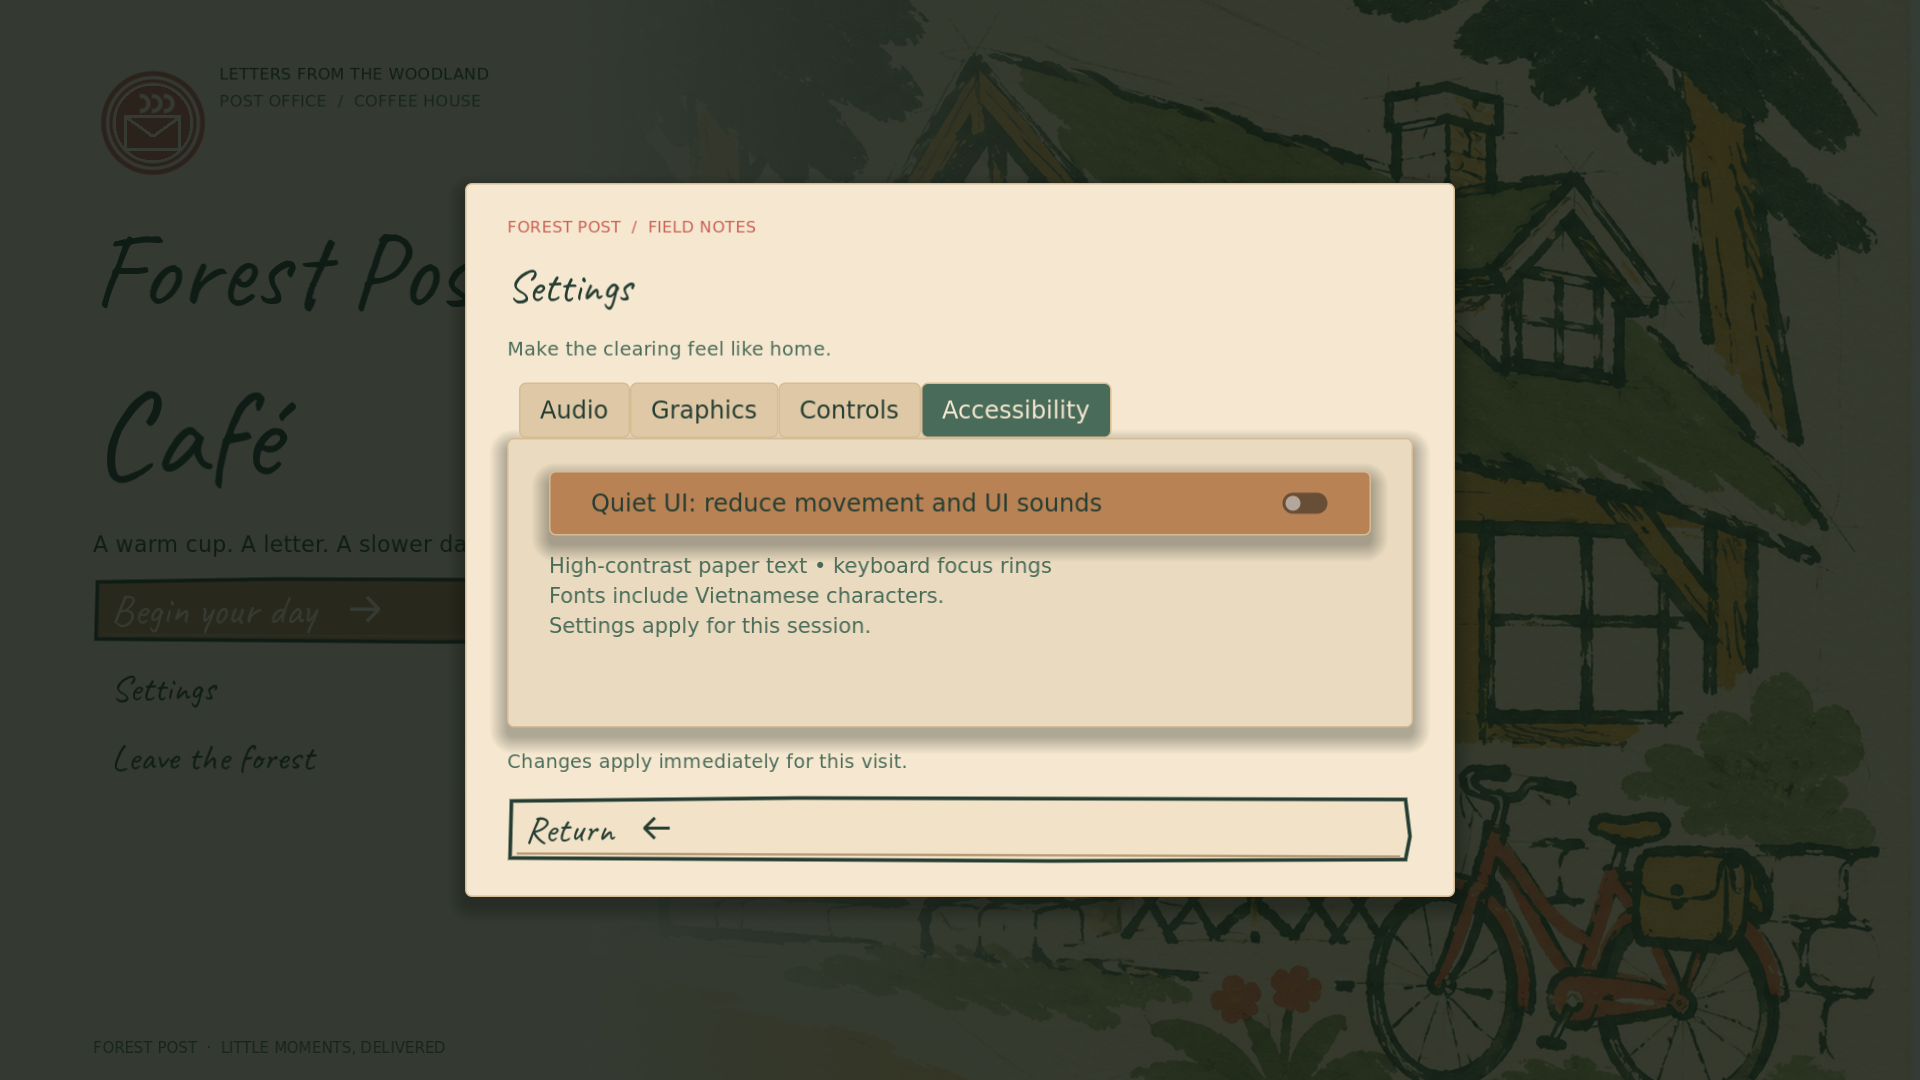 LETTERS FROM THE WOODLAND
POST OFFICE / COFFEE HOUSE
Forest Pos
Café
A warm cup. A letter. A slower da
Begin your day →
Settings
Leave the forest
FOREST POST · LITTLE MOMENTS, DELIVERED
FOREST POST / FIELD NOTES
Settings
Make the clearing feel like home.
Audio Graphics Controls Accessibility
Quiet UI: reduce movement and UI sounds
High-contrast paper text • keyboard focus rings
Fonts include Vietnamese characters.
Settings apply for this session.
Changes apply immediately for this visit.
Return ←